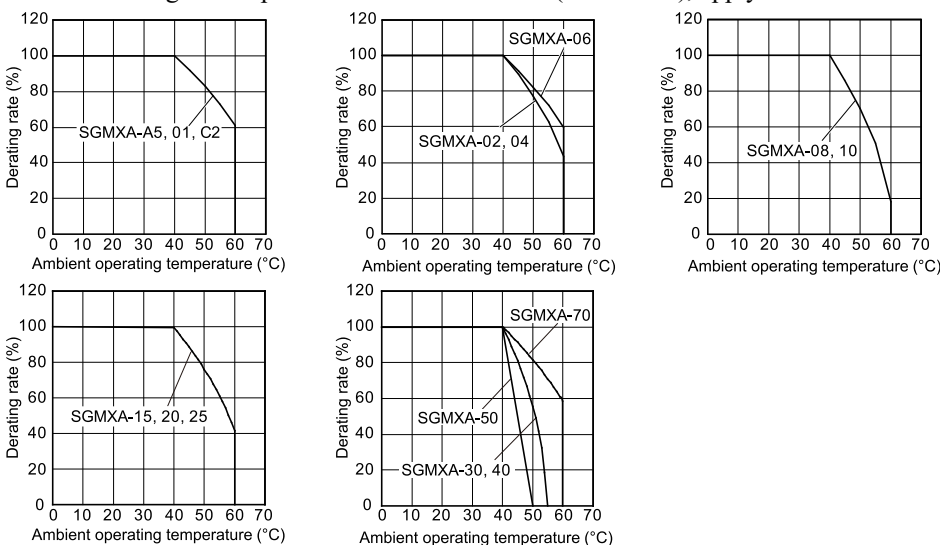 120
100
80
60
40
20
0
Derating rate (%)
SGMXA-A5, 01, C2
0 10 20 30 40 50 60 70
Ambient operating temperature (°C)
120
100
80
60
40
20
0
Derating rate (%)
SGMXA-06
SGMXA-02, 04
0 10 20 30 40 50 60 70
Ambient operating temperature (°C)
120
100
80
60
40
20
0
Derating rate (%)
SGMXA-08, 10
0 10 20 30 40 50 60 70
Ambient operating temperature (°C)
120
100
80
60
40
20
0
Derating rate (%)
SGMXA-15, 20, 25
0 10 20 30 40 50 60 70
Ambient operating temperature (°C)
120
100
80
60
40
20
0
Derating rate (%)
SGMXA-70
SGMXA-50
SGMXA-30, 40
0 10 20 30 40 50 60 70
Ambient operating temperature (°C)